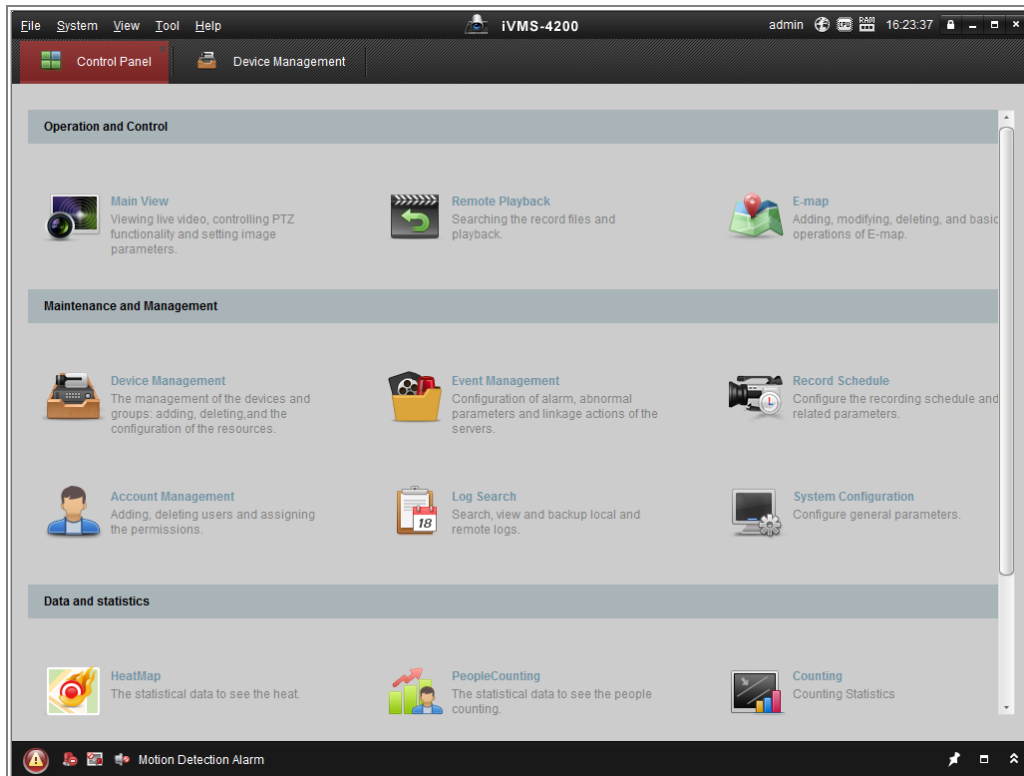 File System View Tool Help iVMS-4200 admin CPU RAM 16:23:37
Control Panel Device Management
Operation and Control
Main View
Viewing live video, controlling PTZ
functionality and setting image
parameters.
Remote Playback
Searching the record files and
playback.
E-map
Adding, modifying, deleting, and basic
operations of E-map.
Maintenance and Management
Device Management
The management of the devices and
groups: adding, deleting,and the
configuration of the resources.
Event Management
Configuration of alarm, abnormal
parameters and linkage actions of the
servers.
Record Schedule
Configure the recording schedule and
related parameters.
Account Management
Adding, deleting users and assigning
the permissions.
Log Search
Search, view and backup local and
remote logs.
18
System Configuration
Configure general parameters.
Data and statistics
HeatMap
The statistical data to see the heat.
PeopleCounting
The statistical data to see the people
counting.
Counting
Counting Statistics
Motion Detection Alarm